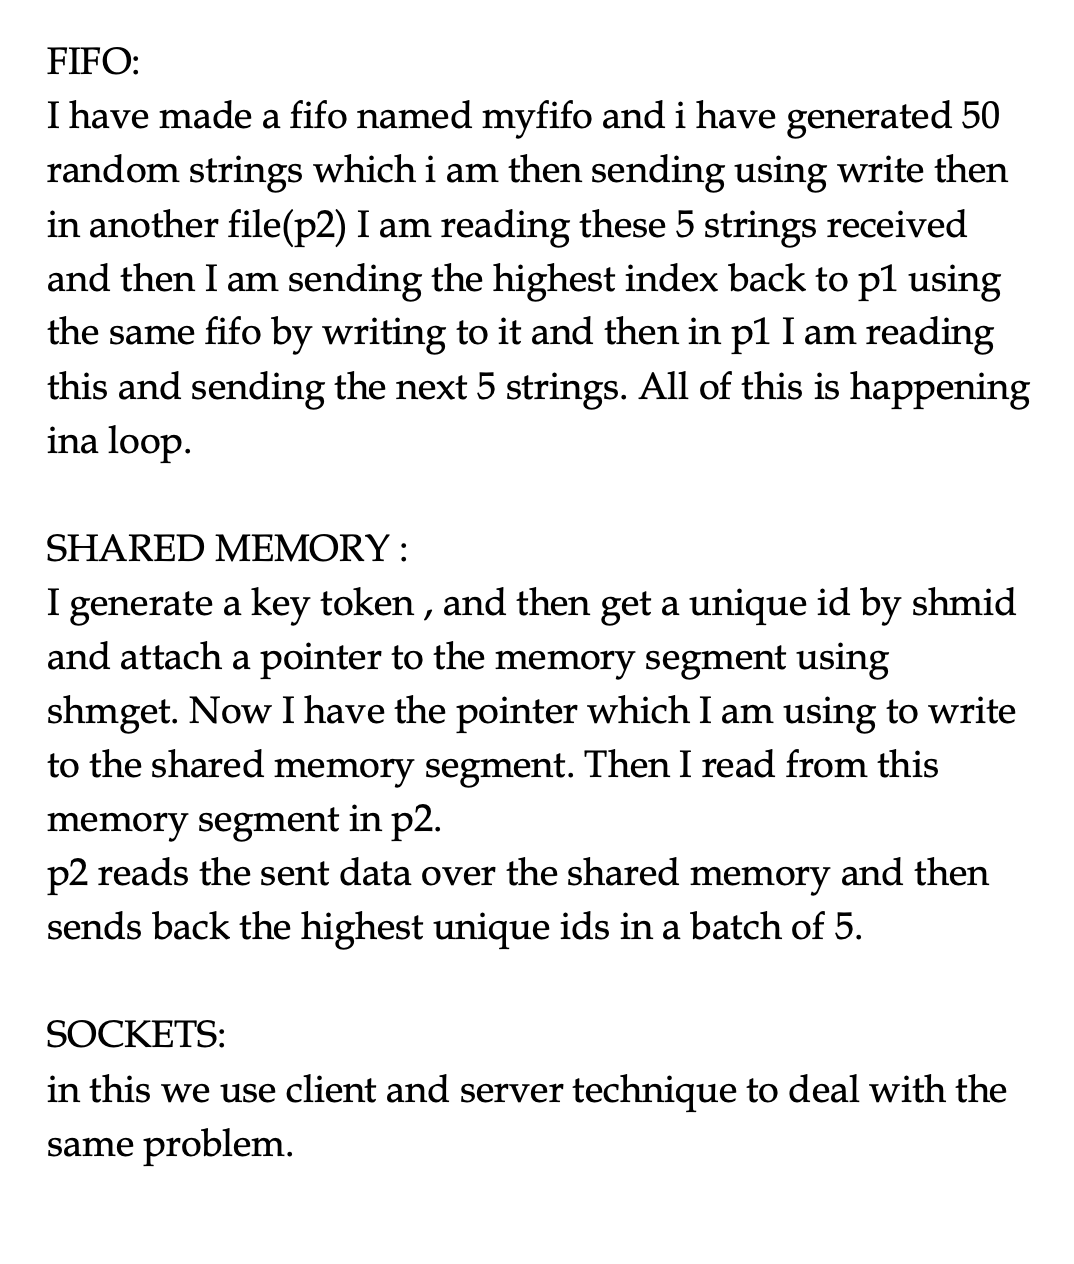 FIFO:
I have made a fifo named myfifo and i have generated 50
random strings which i am then sending using write then
in another file(p2) I am reading these 5 strings received
and then I am sending the highest index back to p1 using
the same fifo by writing to it and then in p1 I am reading
this and sending the next 5 strings. All of this is happening
ina loop.
SHARED MEMORY :
I generate a key token , and then get a unique id by shmid
and attach a pointer to the memory segment using
shmget. Now I have the pointer which I am using to write
to the shared memory segment. Then I read from this
memory segment in p2.
p2 reads the sent data over the shared memory and then
sends back the highest unique ids in a batch of 5.
SOCKETS:
in this we use client and server technique to deal with the
same problem.